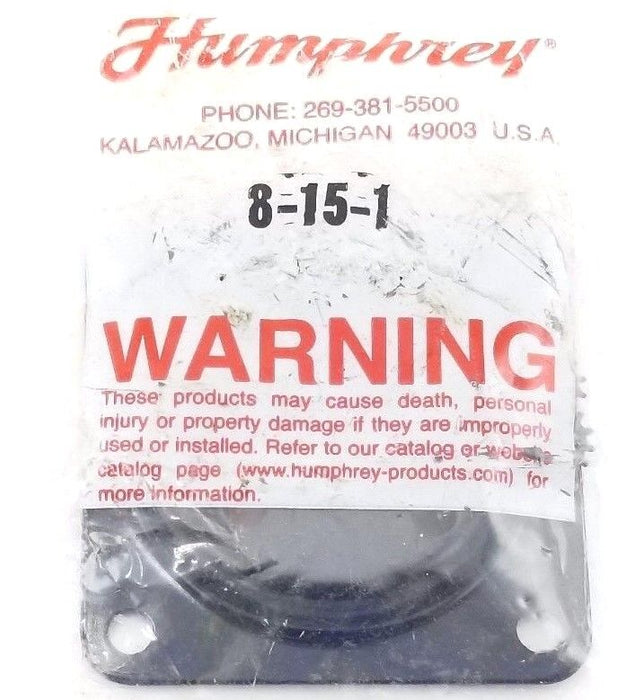 Humphrey®
PHONE: 269-381-5500
KALAMAZOO, MICHIGAN 49003 U.S.A.
8-15-1
WARNING
These products may cause death, personal
injury or property damage if they are improperly
used or installed. Refer to our catalog or website
catalog page (www.humphrey-products.com) for
more information.